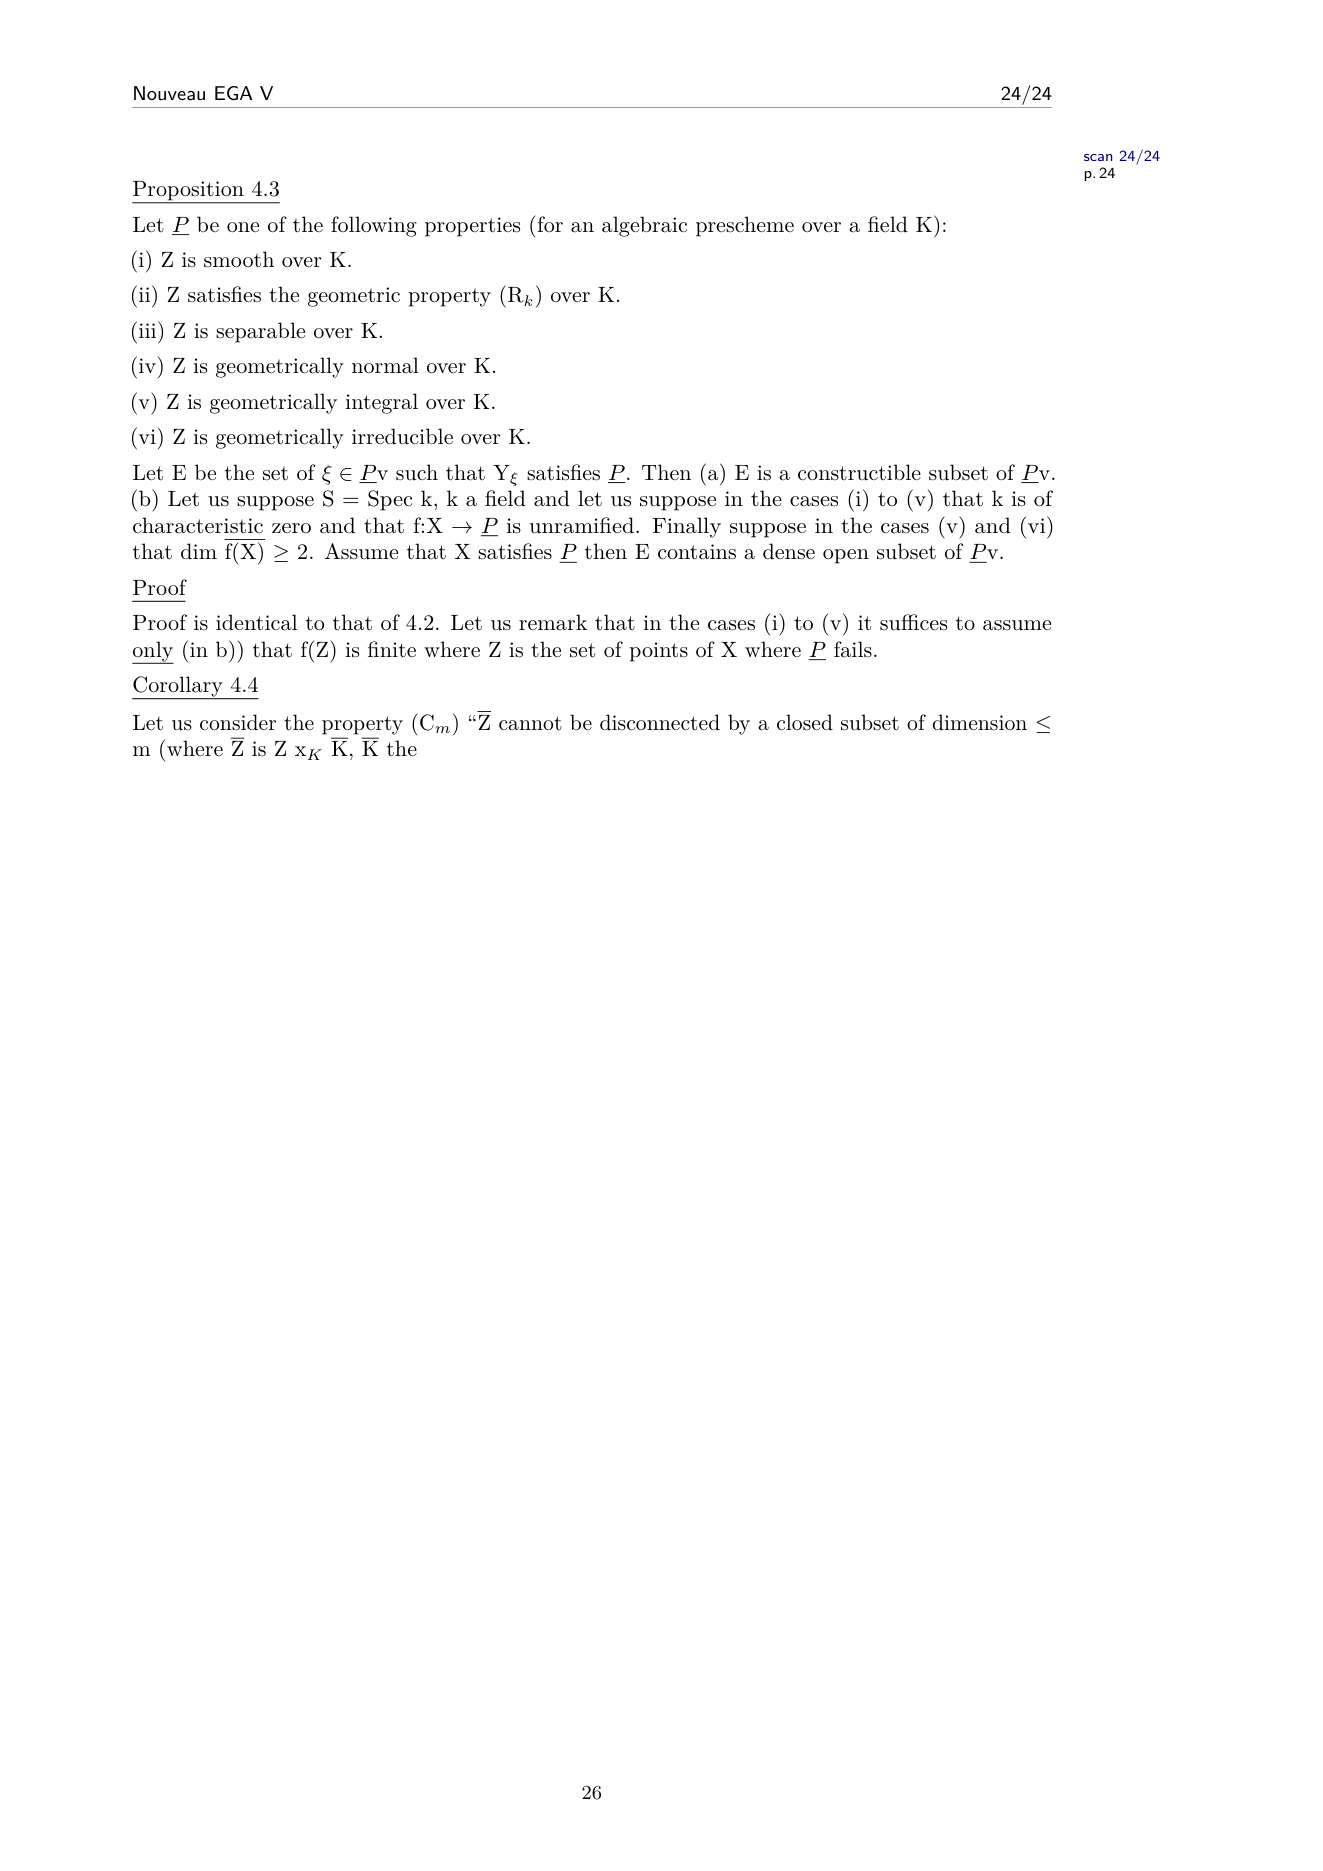 Nouveau EGA V 24/24
scan 24/24
p. 24
Proposition 4.3
Let P be one of the following properties (for an algebraic prescheme over a field K):
(i) Z is smooth over K.
(ii) Z satisfies the geometric property (R_k) over K.
(iii) Z is separable over K.
(iv) Z is geometrically normal over K.
(v) Z is geometrically integral over K.
(vi) Z is geometrically irreducible over K.
Let E be the set of ξ ∈ Pv such that Y_ξ satisfies P. Then (a) E is a constructible subset of Pv.
(b) Let us suppose S = Spec k, k a field and let us suppose in the cases (i) to (v) that k is of
characteristic zero and that f:X → P is unramified. Finally suppose in the cases (v) and (vi)
that dim \overline{f(X)} ≥ 2. Assume that X satisfies P then E contains a dense open subset of Pv.
Proof
Proof is identical to that of 4.2. Let us remark that in the cases (i) to (v) it suffices to assume
only (in b)) that f(Z) is finite where Z is the set of points of X where P fails.
Corollary 4.4
Let us consider the property (C_m) “\overline{Z} cannot be disconnected by a closed subset of dimension ≤
m (where \overline{Z} is Z x_K \overline{K}, \overline{K} the
26